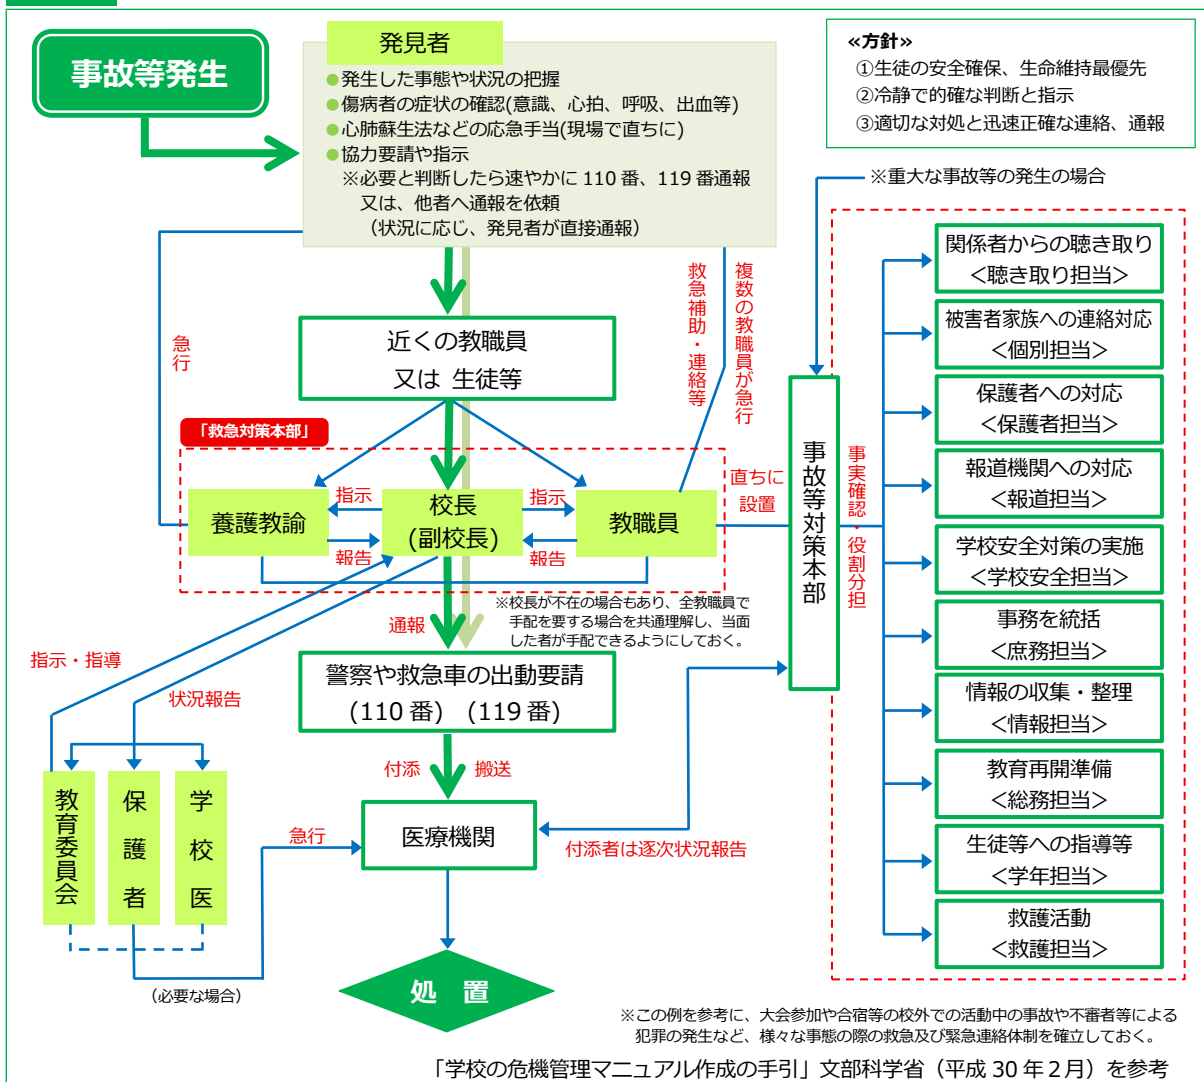 事故等発生
発見者
●発生した事態や状況の把握
●傷病者の症状の確認(意識、心拍、呼吸、出血等)
●心肺蘇生法などの応急手当(現場で直ちに)
●協力要請や指示
※必要と判断したら速やかに 110 番、119 番通報
又は、他者へ通報を依頼
（状況に応じ、発見者が直接通報）
≪方針≫
①生徒の安全確保、生命維持最優先
②冷静で的確な判断と指示
③適切な対処と迅速正確な連絡、通報
※重大な事故等の発生の場合
急行
近くの教職員
又は 生徒等
救急補助・連絡等
複数の教職員が急行
「救急対策本部」
養護教諭
指示
報告
校長
(副校長)
指示
報告
教職員
直ちに
設置
※校長が不在の場合もあり、全教職員で
手配を要する場合を共通理解し、当面
した者が手配できるようにしておく。
通報
警察や救急車の出動要請
(110 番) (119 番)
指示・指導
状況報告
付添
搬送
教育委員会
保護者
学校医
(必要な場合)
急行
医療機関
付添者は逐次状況報告
処 置
事故等対策本部
事実確認・役割分担
関係者からの聴き取り
＜聴き取り担当＞
被害者家族への連絡対応
＜個別担当＞
保護者への対応
＜保護者担当＞
報道機関への対応
＜報道担当＞
学校安全対策の実施
＜学校安全担当＞
事務を統括
＜庶務担当＞
情報の収集・整理
＜情報担当＞
教育再開準備
＜総務担当＞
生徒等への指導等
＜学年担当＞
救護活動
＜救護担当＞
※この例を参考に、大会参加や合宿等の校外での活動中の事故や不審者等による
犯罪の発生など、様々な事態の際の救急及び緊急連絡体制を確立しておく。
「学校の危機管理マニュアル作成の手引」文部科学省（平成 30 年２月）を参考